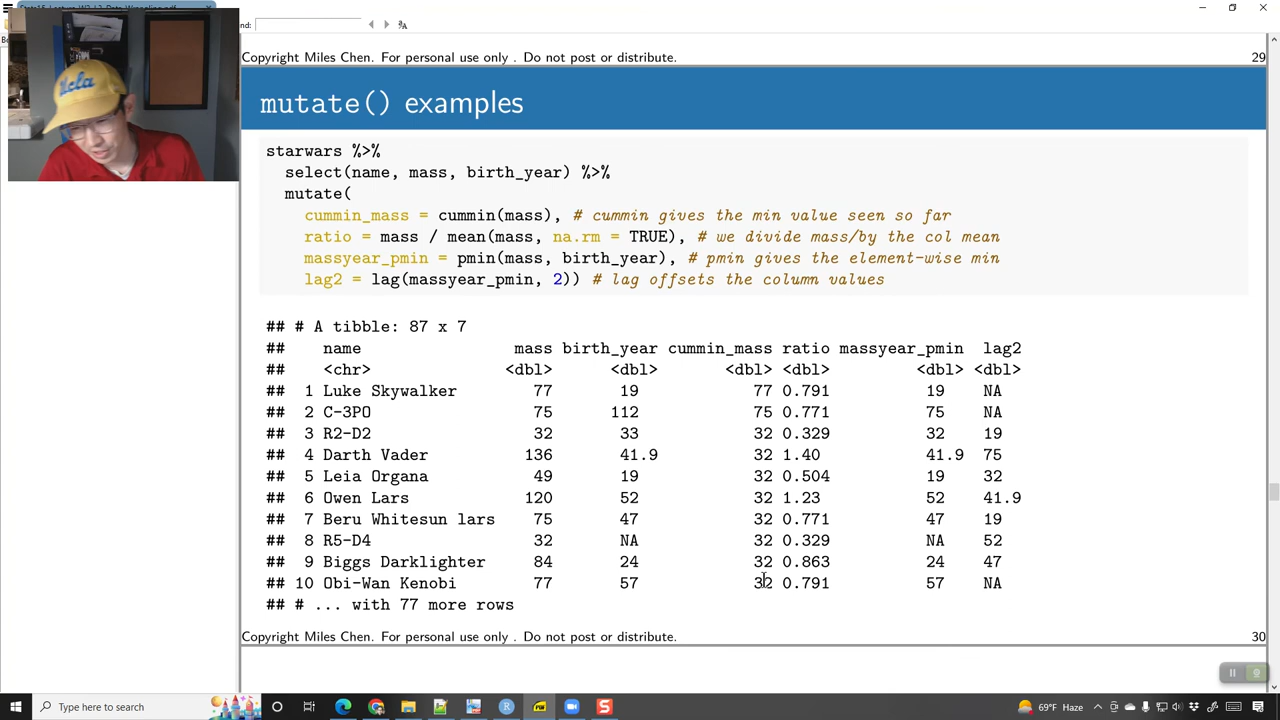 nd:
Copyright Miles Chen. For personal use only . Do not post or distribute. 29
mutate() examples
starwars %>%
select(name, mass, birth_year) %>%
mutate(
cummin_mass = cummin(mass), # cummin gives the min value seen so far
ratio = mass / mean(mass, na.rm = TRUE), # we divide mass/by the col mean
massyear_pmin = pmin(mass, birth_year), # pmin gives the element-wise min
lag2 = lag(massyear_pmin, 2)) # lag offsets the column values
## # A tibble: 87 x 7
## name mass birth_year cummin_mass ratio massyear_pmin lag2
## <chr> <dbl> <dbl> <dbl> <dbl> <dbl> <dbl>
## 1 Luke Skywalker 77 19 77 0.791 19 NA
## 2 C-3PO 75 112 75 0.771 75 NA
## 3 R2-D2 32 33 32 0.329 32 19
## 4 Darth Vader 136 41.9 32 1.40 41.9 75
## 5 Leia Organa 49 19 32 0.504 19 32
## 6 Owen Lars 120 52 32 1.23 52 41.9
## 7 Beru Whitesun lars 75 47 32 0.771 47 19
## 8 R5-D4 32 NA 32 0.329 NA 52
## 9 Biggs Darklighter 84 24 32 0.863 24 47
## 10 Obi-Wan Kenobi 77 57 32 0.791 57 NA
## # ... with 77 more rows
Copyright Miles Chen. For personal use only . Do not post or distribute. 30
ucla
Type here to search
69°F Haze